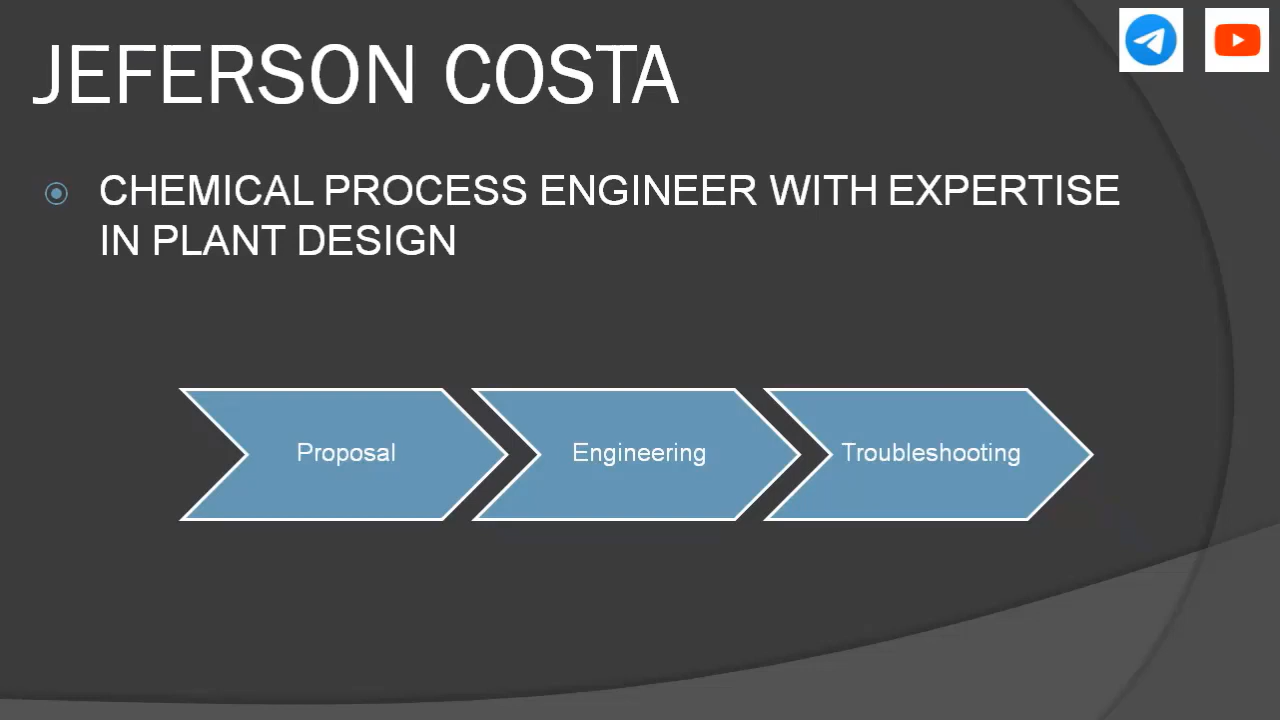 JEFERSON COSTA
CHEMICAL PROCESS ENGINEER WITH EXPERTISE
IN PLANT DESIGN
Proposal
Engineering
Troubleshooting